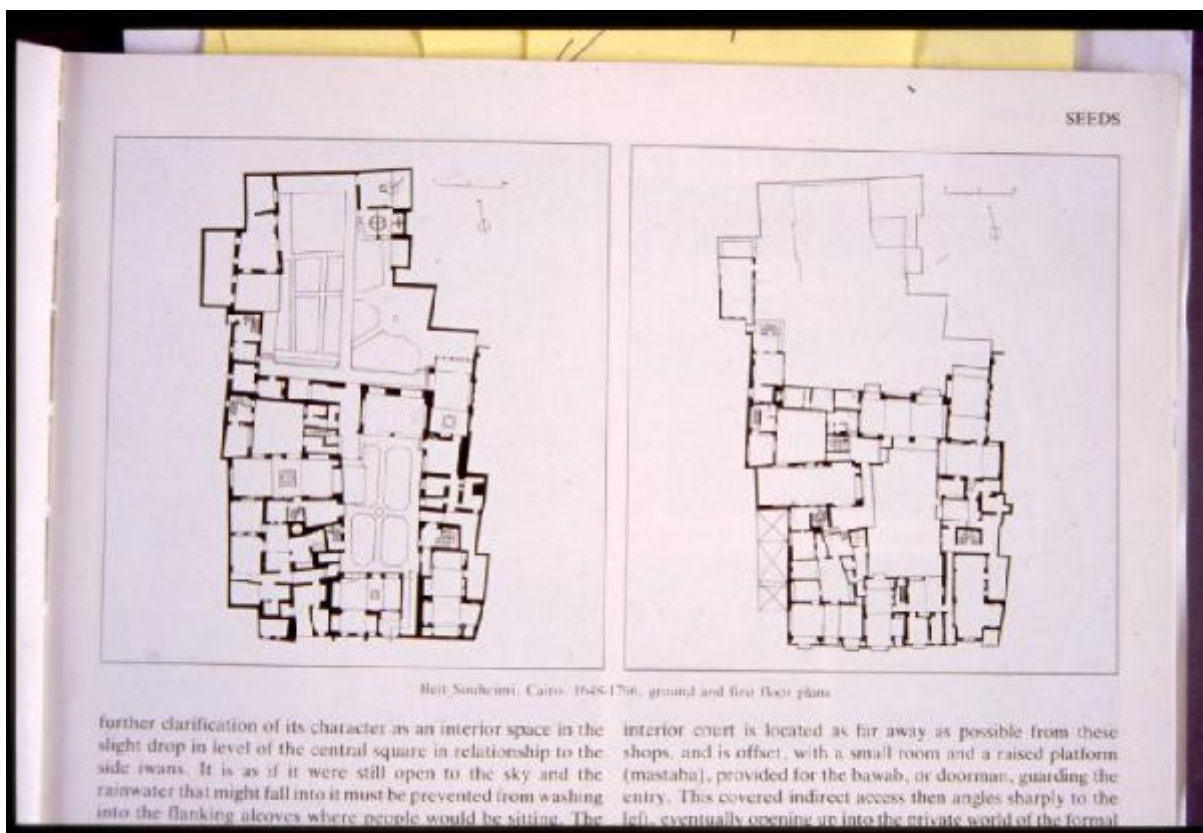 SEEDS
Beit Souheimi, Cairo, 1648-1796, ground and first floor plans
further clarification of its character as an interior space in the
slight drop in level of the central square in relationship to the
side iwans. It is as if it were still open to the sky and the
rainwater that might fall into it must be prevented from washing
into the flanking alcoves where people would be sitting. The
interior court is located as far away as possible from these
shops, and is offset, with a small room and a raised platform
(mastaba), provided for the bawab, or doorman, guarding the
entry. This covered indirect access then angles sharply to the
left, eventually opening up into the private world of the formal